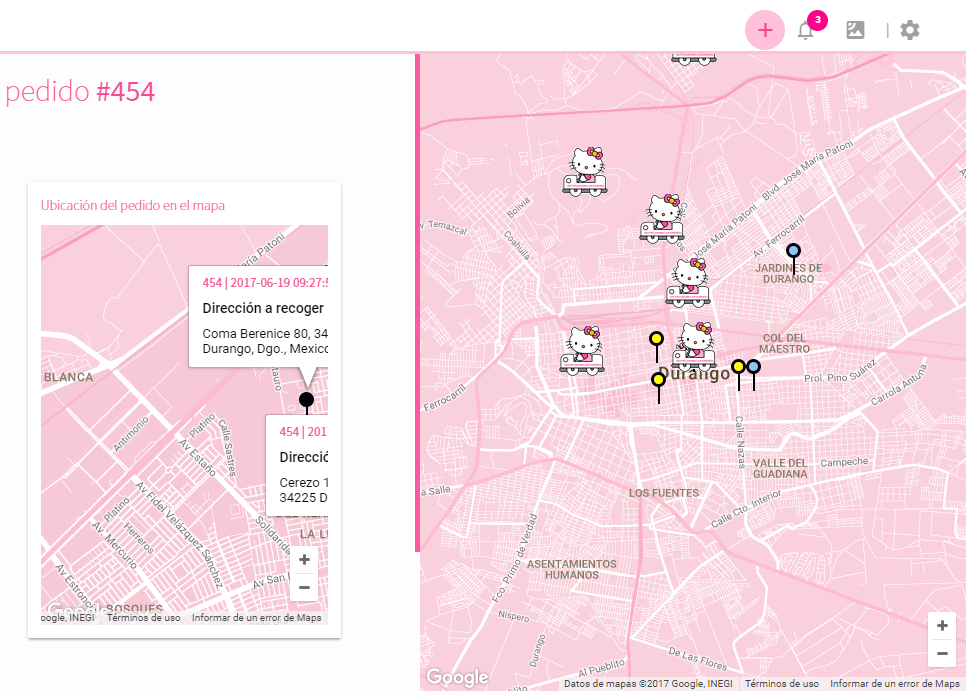 3
pedido #454
Ubicación del pedido en el mapa
María Patoni
454 | 2017-06-19 09:27:5
Dirección a recoger
Coma Berenice 80, 34
Durango, Dgo., Mexico
BLANCA
454 | 201
Direcció
Cerezo 1
34225 D
Antimonio
Platino
Av Estaño
Calle Sastres
Platino
Herreros
Av. Mercurio
Av Fidel Velázquez Sánchez
Solidarida
LA LU
Av San
Av Estroncio
BOSQUES
Google
oogle, INEGI
Términos de uso
Informar de un error de Maps
Blvd. José María Patoni
Bolivia
v. Temazcal
Coahuila
José María Patoni
Av. Ferrocarril
JARDINES DE
DURANGO
COL DEL
MAESTRO
Durango
Prol. Pino Suárez
Carrola Antuna
Ferrocarril
Calle Nazas
VALLE DEL
GUADIANA
Campeche
a Salle
LOS FUENTES
Calle Cto. Interior
Fco. Primo de Verdad
ASENTAMIENTOS
HUMANOS
Nispero
Durango
Al Pueblito
De Las Flores
Google
Datos de mapas ©2017 Google, INEGI
Términos de uso
Informar de un error de Maps